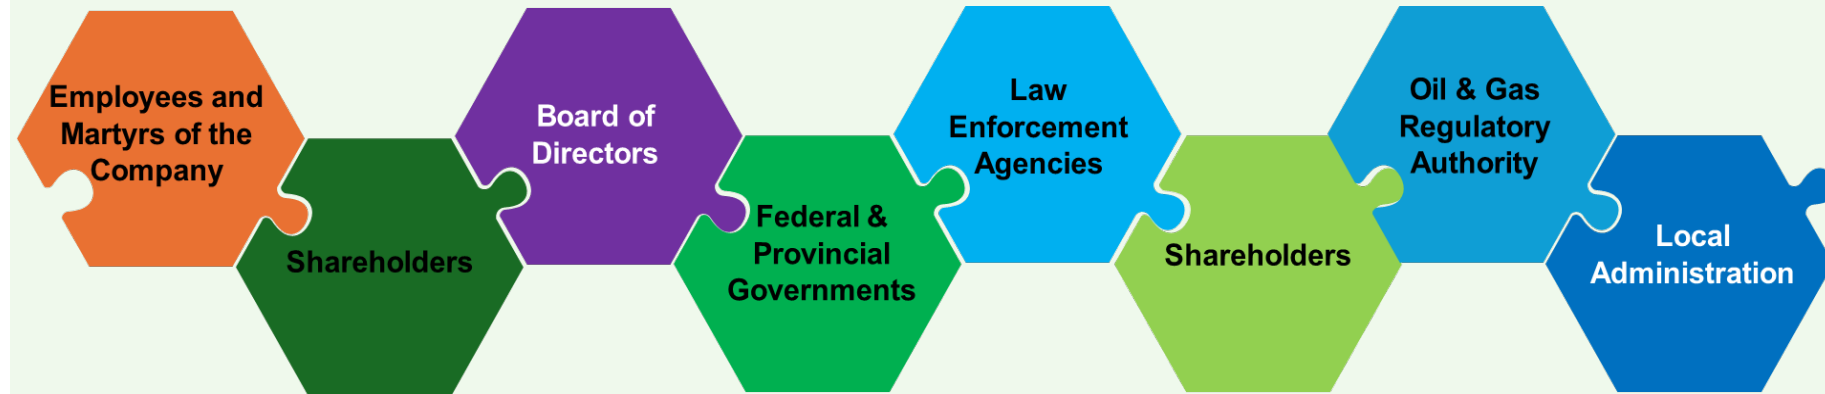 Employees and
Martyrs of the
Company
Shareholders
Board of
Directors
Federal &
Provincial
Governments
Law
Enforcement
Agencies
Shareholders
Oil & Gas
Regulatory
Authority
Local
Administration